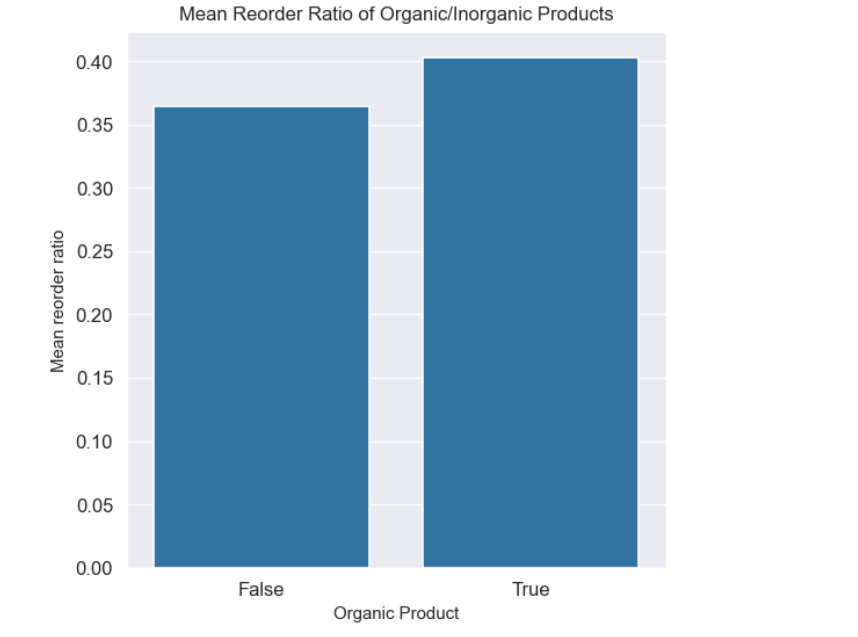 Mean Reorder Ratio of Organic/Inorganic Products
0.40
0.35
0.30
0.25
0.20
0.15
0.10
0.05
0.00
Mean reorder ratio
False True
Organic Product